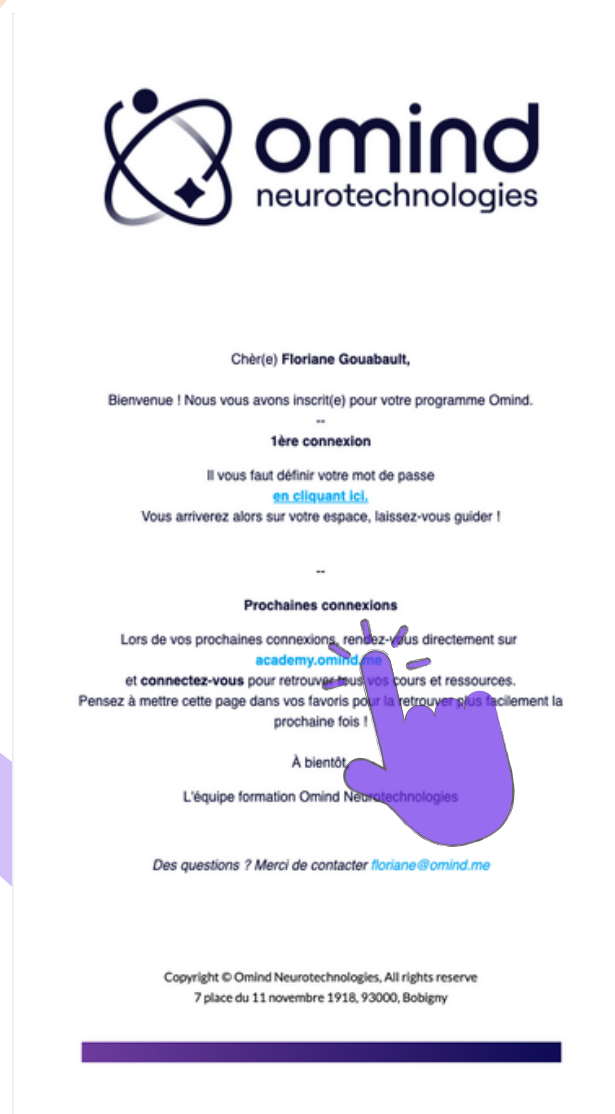 omind
neurotechnologies
Chèr(e) Floriane Gouabault,
Bienvenue ! Nous vous avons inscrit(e) pour votre programme Omind.
--
1ère connexion
Il vous faut définir votre mot de passe
en cliquant ici.
Vous arriverez alors sur votre espace, laissez-vous guider !
--
Prochaines connexions
Lors de vos prochaines connexions, rendez-vous directement sur
academy.omind.me
et connectez-vous pour retrouver tous vos cours et ressources.
Pensez à mettre cette page dans vos favoris pour la retrouver plus facilement la
prochaine fois !
À bientôt,
L'équipe formation Omind Neurotechnologies
Des questions ? Merci de contacter floriane@omind.me
Copyright © Omind Neurotechnologies, All rights reserve
7 place du 11 novembre 1918, 93000, Bobigny